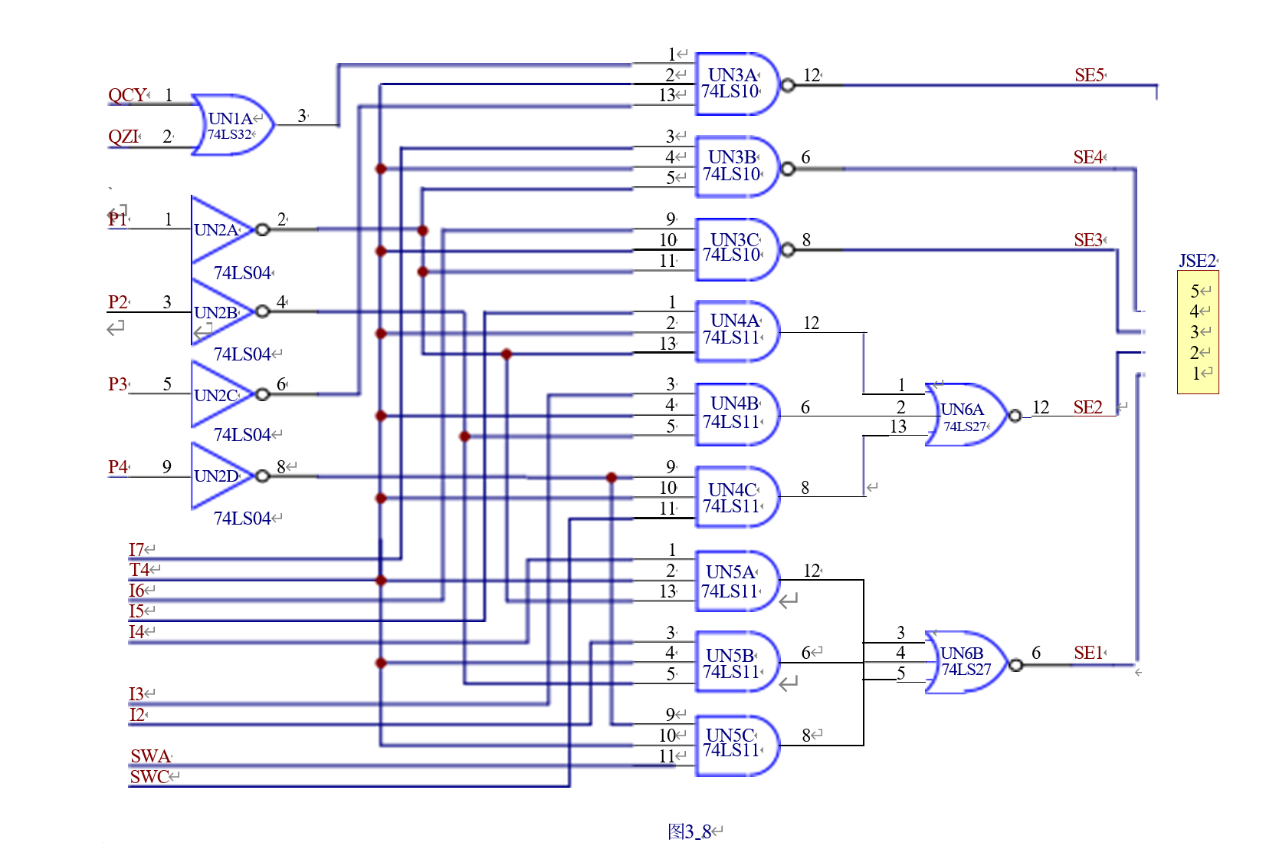 QCY 1
QZI 2
UN1A
74LS32
3
P1 1
UN2A
2
74LS04
P2 3
UN2B
4
74LS04
P3 5
UN2C
6
74LS04
P4 9
UN2D
8
74LS04
I7
T4
I6
I5
I4
I3
I2
SWA
SWC
1
2
13
UN3A
74LS10
12
SE5
3
4
5
UN3B
74LS10
6
SE4
9
10
11
UN3C
74LS10
8
SE3
1
2
13
UN4A
74LS11
12
3
4
5
UN4B
74LS11
6
9
10
11
UN4C
74LS11
8
1
2
13
UN6A
74LS27
12
SE2
1
2
13
UN5A
74LS11
12
3
4
5
UN5B
74LS11
6
9
10
11
UN5C
74LS11
8
3
4
5
UN6B
74LS27
6
SE1
JSE2
5
4
3
2
1
图3_8